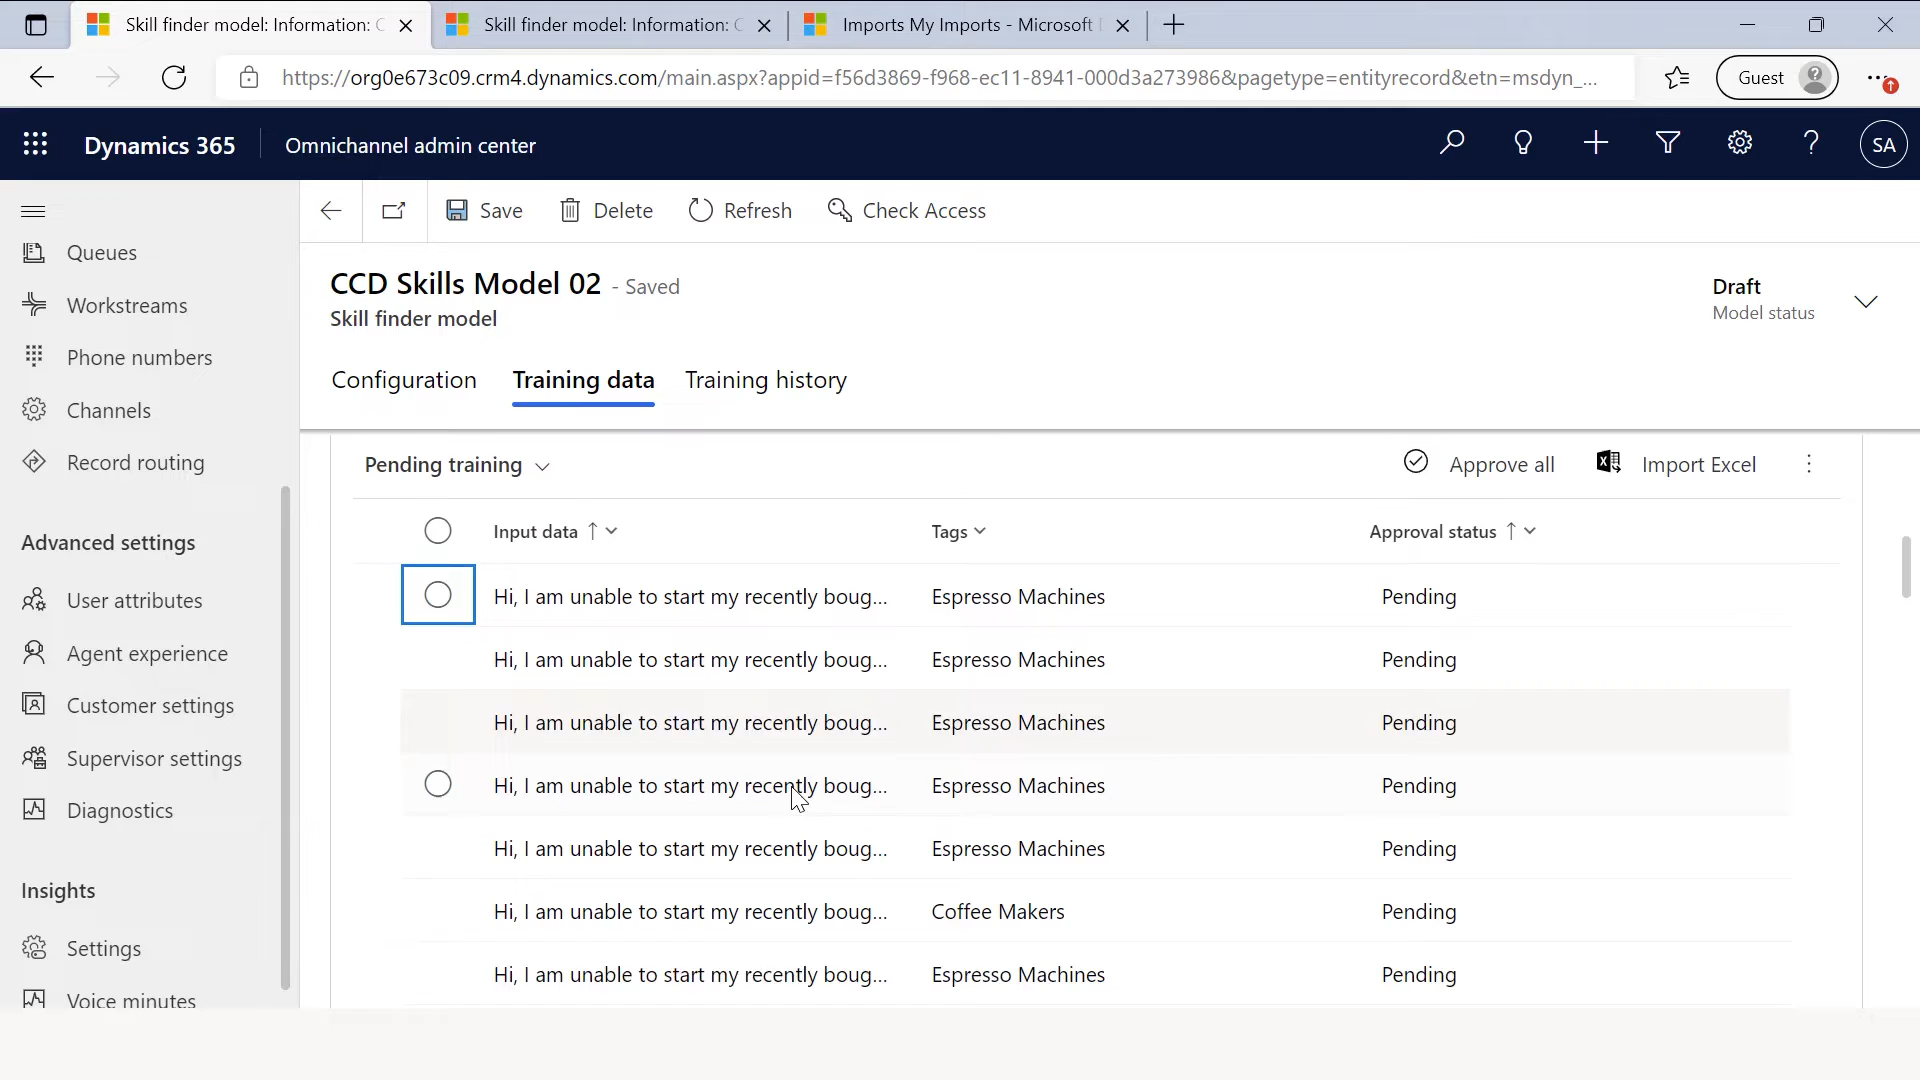 Skill finder model: Information: C
Skill finder model: Information: C
Imports My Imports - Microsoft
https://org0e673c09.crm4.dynamics.com/main.aspx?appid=f56d3869-f968-ec11-8941-000d3a273986&pagetype=entityrecord&etn=msdyn_...
Guest
Dynamics 365
Omnichannel admin center
SA
Save
Delete
Refresh
Check Access
Queues
Workstreams
Phone numbers
Channels
Record routing
Advanced settings
User attributes
Agent experience
Customer settings
Supervisor settings
Diagnostics
Insights
Settings
Voice minutes
CCD Skills Model 02 - Saved
Skill finder model
Draft
Model status
Configuration
Training data
Training history
Pending training
Approve all
Import Excel
Input data
Tags
Approval status
Hi, I am unable to start my recently boug... Espresso Machines Pending
Hi, I am unable to start my recently boug... Espresso Machines Pending
Hi, I am unable to start my recently boug... Espresso Machines Pending
Hi, I am unable to start my recently boug... Espresso Machines Pending
Hi, I am unable to start my recently boug... Espresso Machines Pending
Hi, I am unable to start my recently boug... Coffee Makers Pending
Hi, I am unable to start my recently boug... Espresso Machines Pending